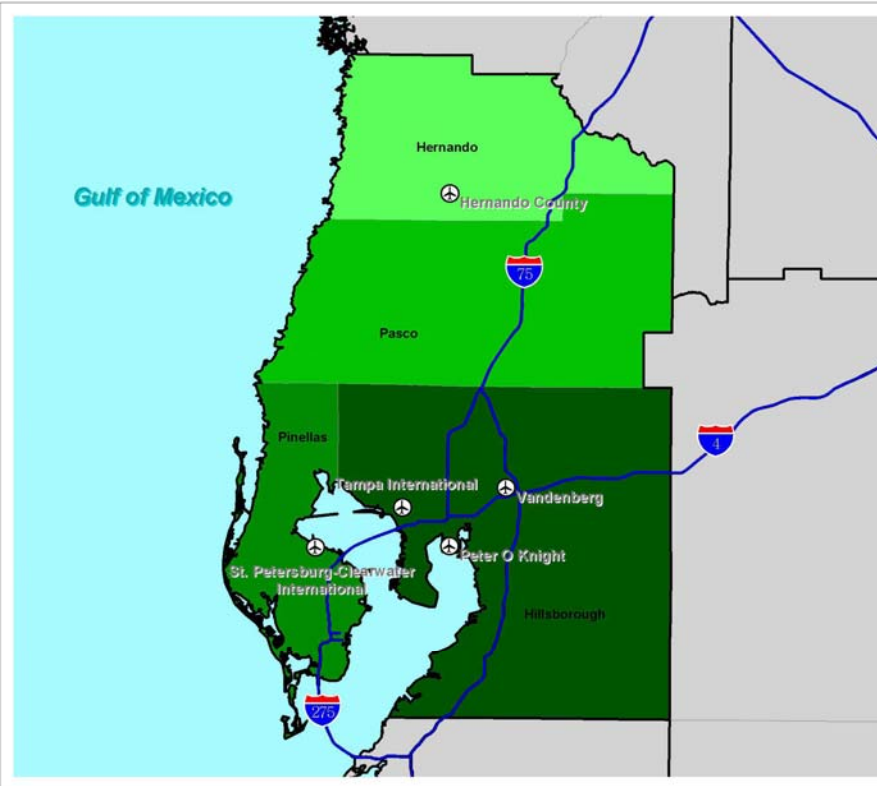 Hernando
Gulf of Mexico
Hernando County
75
Pasco
Pinellas
4
Tampa International
Vandenberg
Peter O Knight
St. Petersburg-Clearwater
International
Hillsborough
275